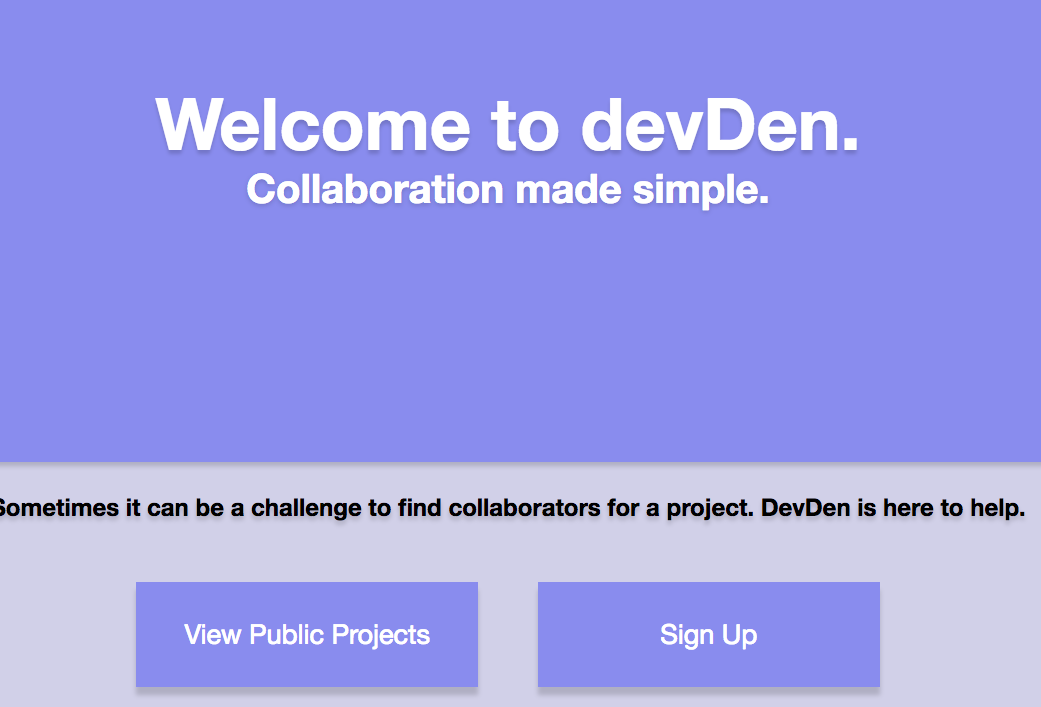 Welcome to devDen.
Collaboration made simple.
Sometimes it can be a challenge to find collaborators for a project. DevDen is here to help.
View Public Projects
Sign Up